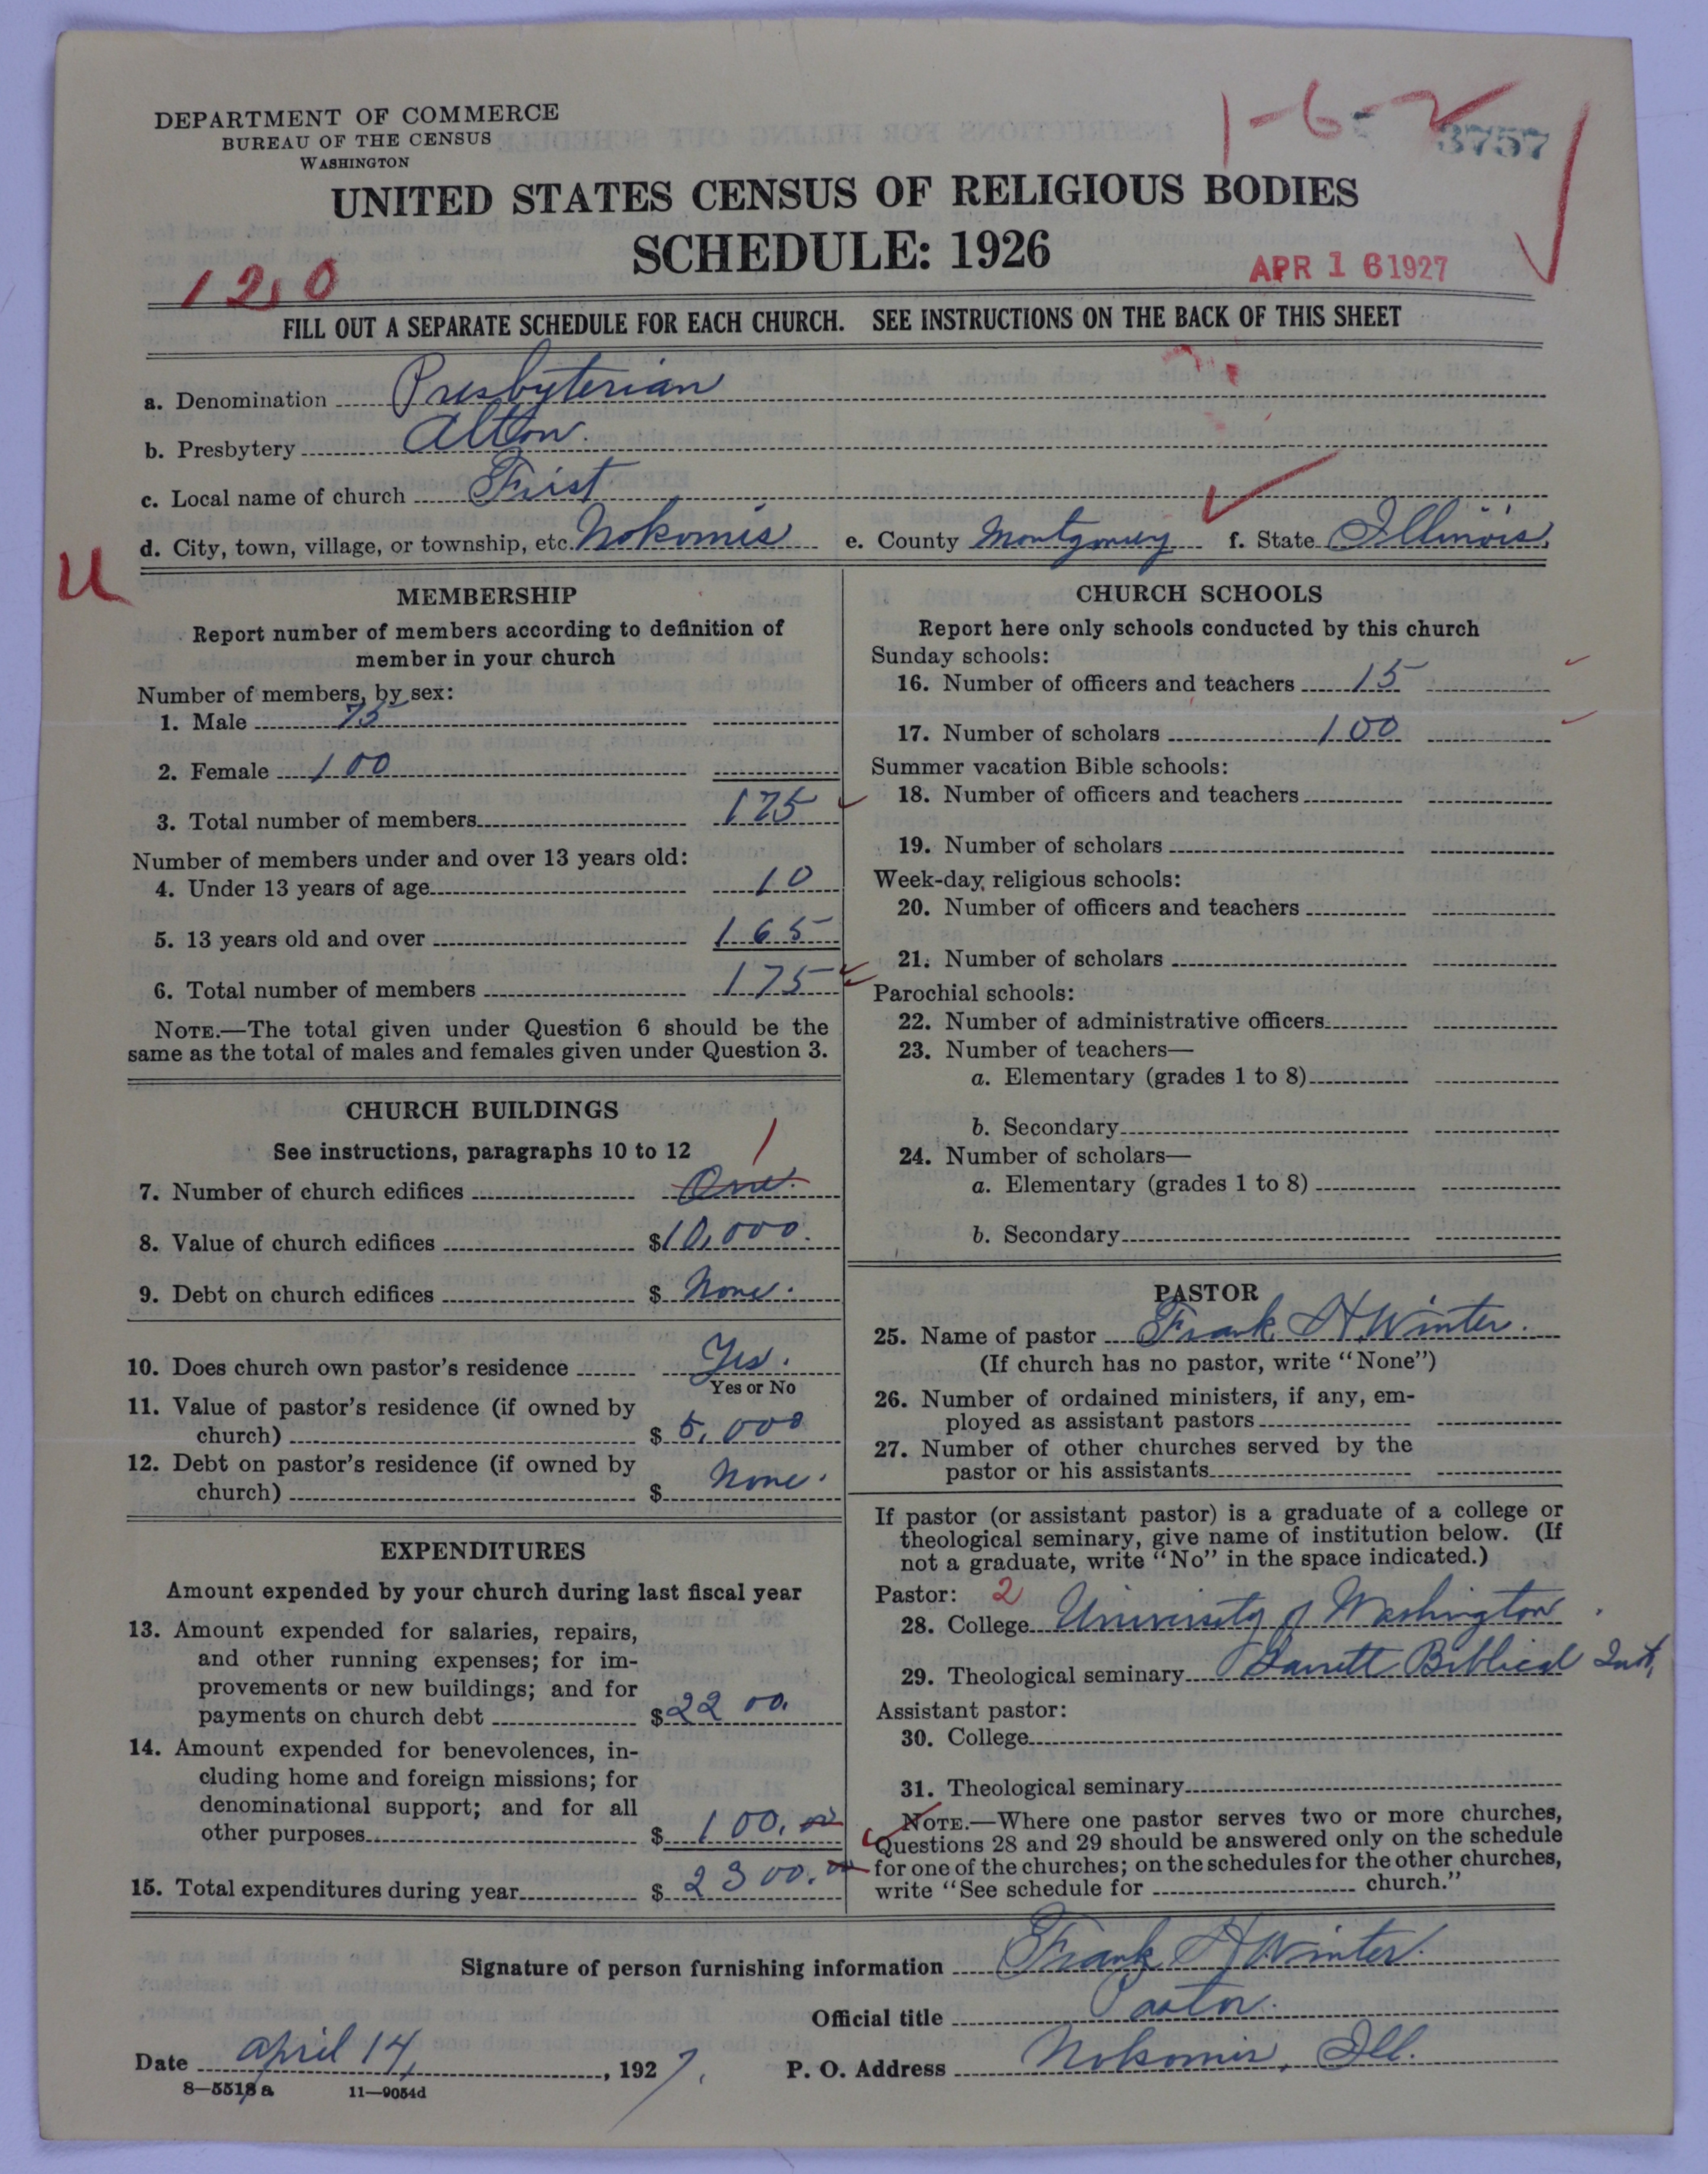 DEPARTMENT OF COMMERCE
BUREAU OF THE CENSUS
WASHINGTON
1-6-2
3757
UNITED STATES CENSUS OF RELIGIOUS BODIES
SCHEDULE: 1926
APR 16 1927
120
FILL OUT A SEPARATE SCHEDULE FOR EACH CHURCH. SEE INSTRUCTIONS ON THE BACK OF THIS SHEET
a. Denomination Presbyterian
b. Presbytery Alton.
c. Local name of church First
d. City, town, village, or township, etc. Nokomis e. County Montgomery f. State Illinois.
U
MEMBERSHIP
Report number of members according to definition of
member in your church
Number of members, by sex:
1. Male 75
2. Female 100
3. Total number of members 175
Number of members under and over 13 years old:
4. Under 13 years of age 10
5. 13 years old and over 165
6. Total number of members 175
NOTE.—The total given under Question 6 should be the
same as the total of males and females given under Question 3.
CHURCH BUILDINGS
See instructions, paragraphs 10 to 12
1
7. Number of church edifices One.
8. Value of church edifices $10,000.
9. Debt on church edifices $ None.
10. Does church own pastor's residence Yes.
Yes or No
11. Value of pastor's residence (if owned by
church) $ 5,000
12. Debt on pastor's residence (if owned by
church) $ None.
EXPENDITURES
Amount expended by your church during last fiscal year
13. Amount expended for salaries, repairs,
and other running expenses; for im-
provements or new buildings; and for
payments on church debt $2200.
14. Amount expended for benevolences, in-
cluding home and foreign missions; for
denominational support; and for all
other purposes $ 100.00
15. Total expenditures during year $ 2300.00
CHURCH SCHOOLS
Report here only schools conducted by this church
Sunday schools:
16. Number of officers and teachers 15
17. Number of scholars 100
Summer vacation Bible schools:
18. Number of officers and teachers
19. Number of scholars
Week-day religious schools:
20. Number of officers and teachers
21. Number of scholars
Parochial schools:
22. Number of administrative officers
23. Number of teachers—
a. Elementary (grades 1 to 8)
b. Secondary
24. Number of scholars—
a. Elementary (grades 1 to 8)
b. Secondary
PASTOR
25. Name of pastor Frank H Winter.
(If church has no pastor, write "None")
26. Number of ordained ministers, if any, em-
ployed as assistant pastors
27. Number of other churches served by the
pastor or his assistants
If pastor (or assistant pastor) is a graduate of a college or
theological seminary, give name of institution below. (If
not a graduate, write "No" in the space indicated.)
Pastor: 2
28. College University of Washington.
29. Theological seminary Garrett Biblical Inst,
Assistant pastor:
30. College
31. Theological seminary
NOTE.—Where one pastor serves two or more churches,
Questions 28 and 29 should be answered only on the schedule
for one of the churches; on the schedules for the other churches,
write "See schedule for church."
Signature of person furnishing information Frank H Winter.
Official title Pastor.
Date April 14, 1927. P. O. Address Nokomis, Ill.
8—5518 a 11—9054d